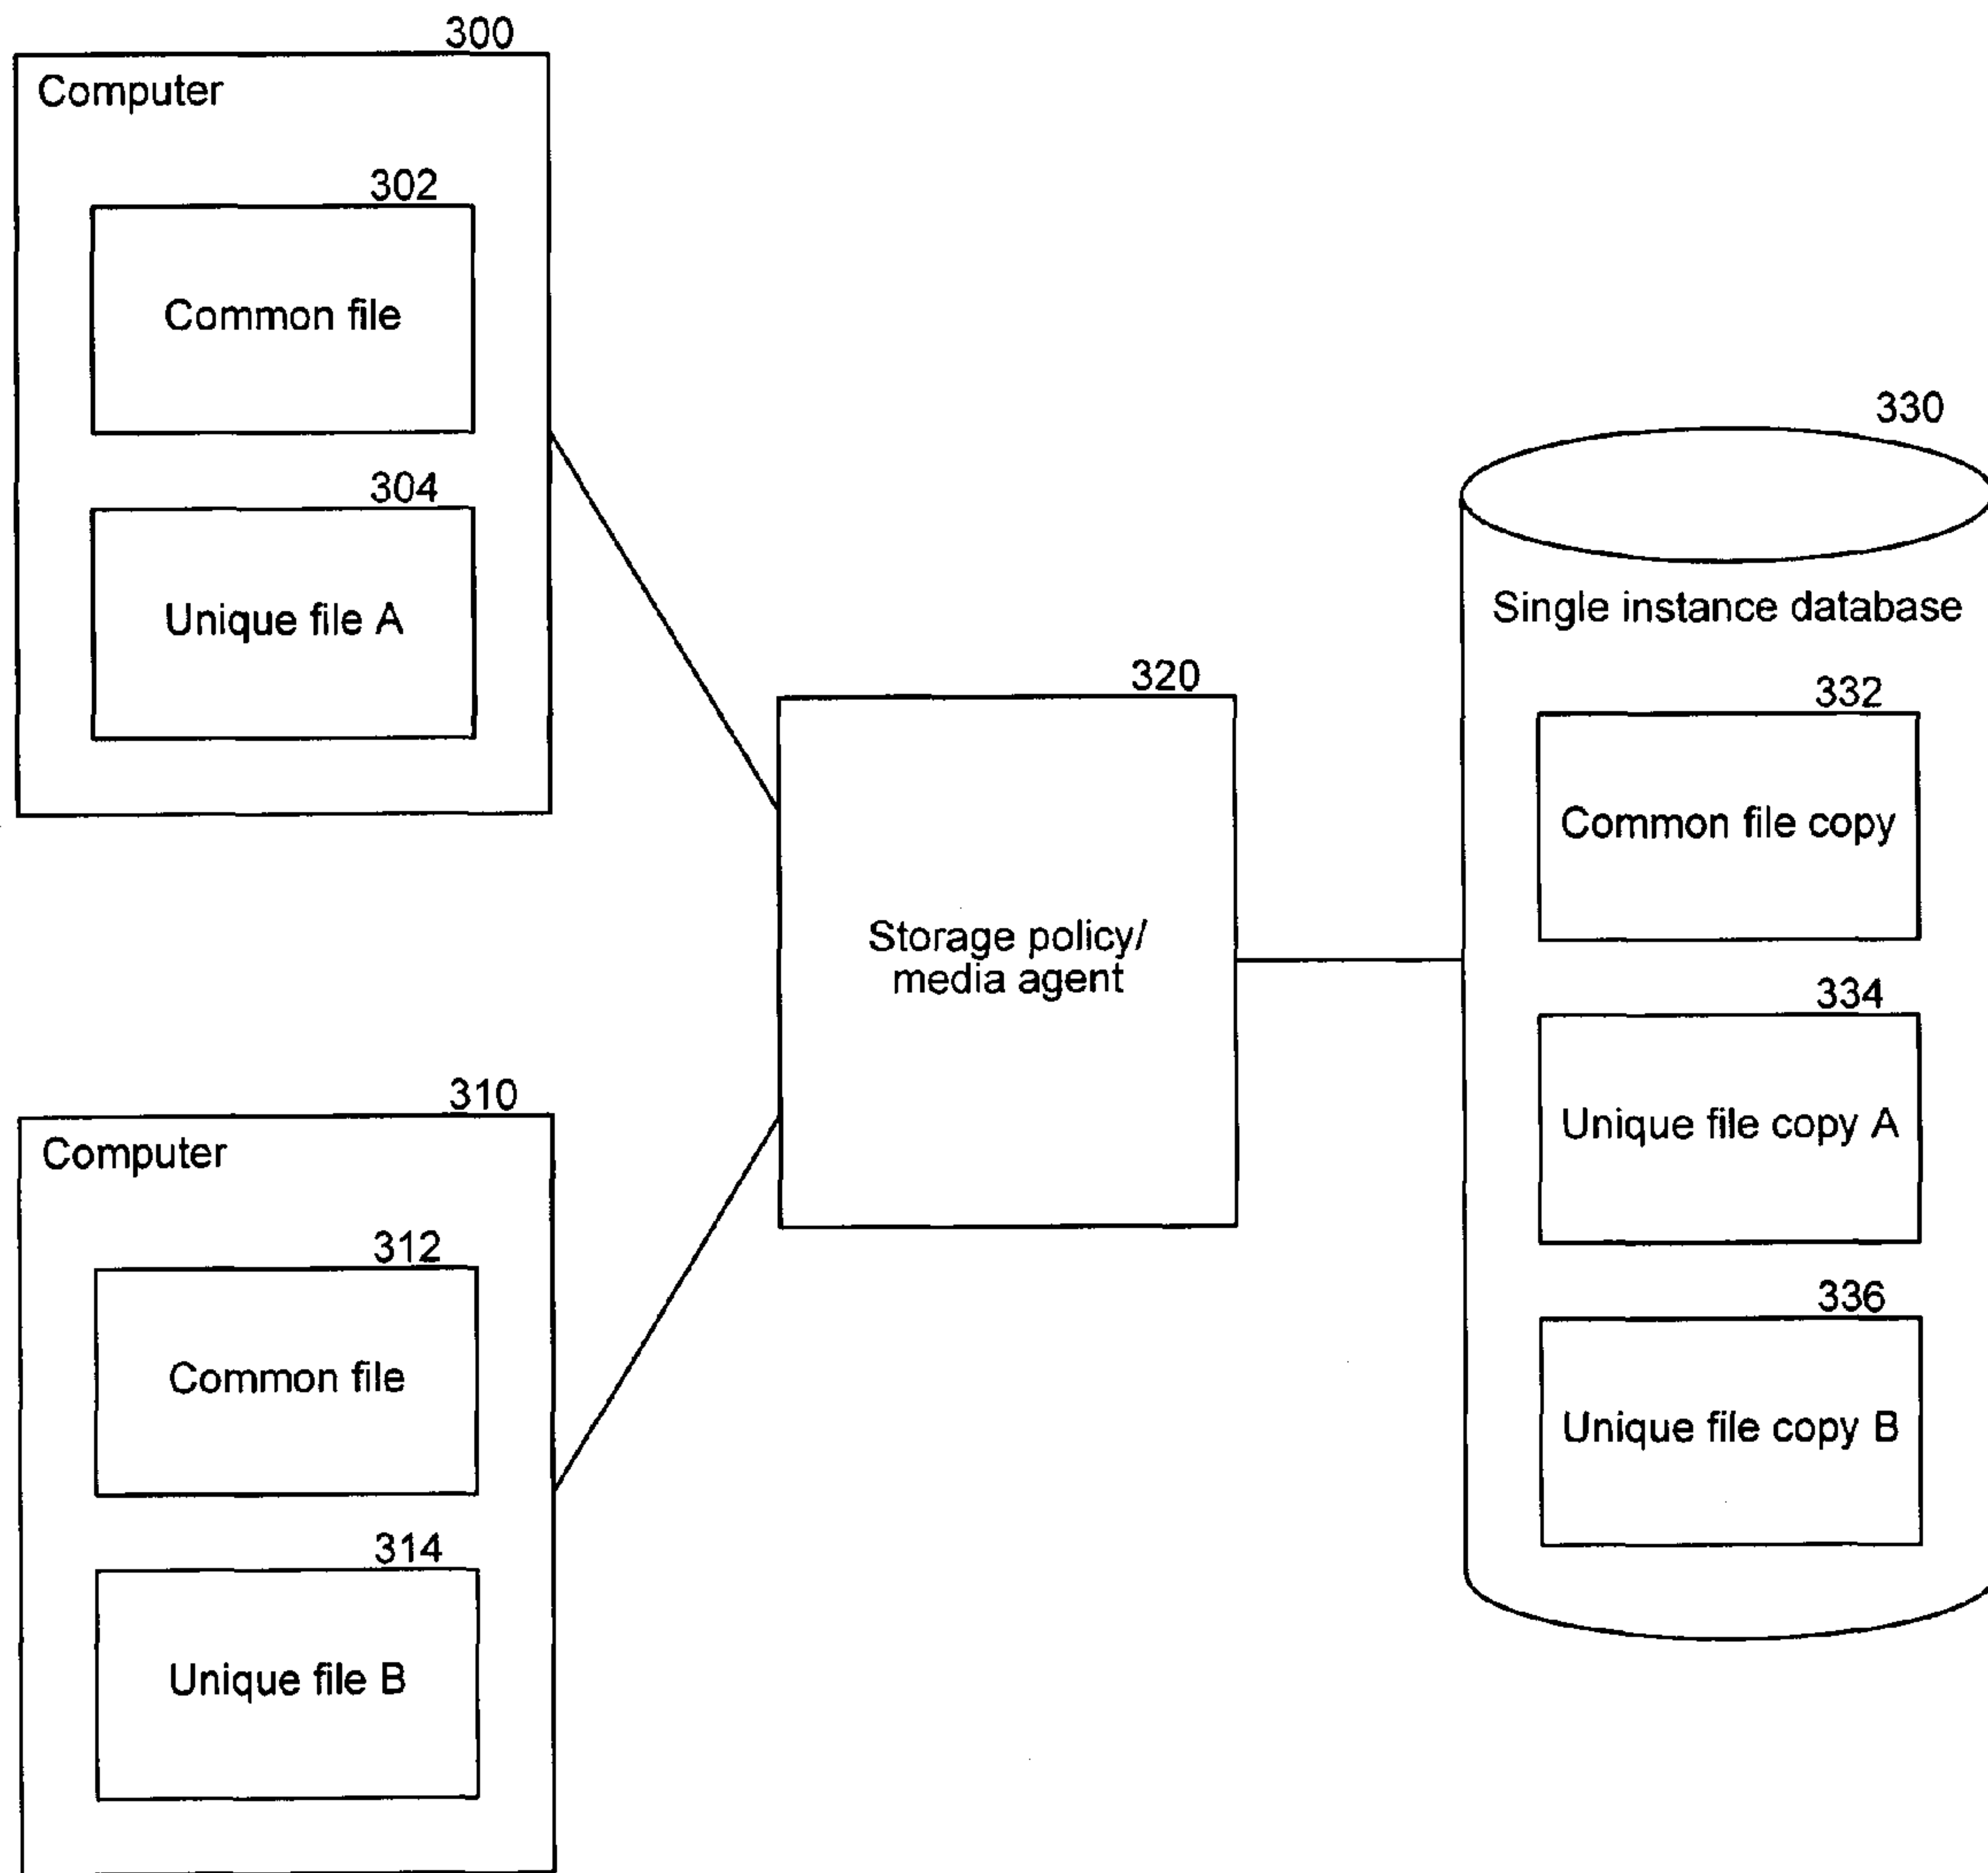 300
Computer
302
Common file
304
Unique file A
310
Computer
312
Common file
314
Unique file B
320
Storage policy/
media agent
330
Single instance database
332
Common file copy
334
Unique file copy A
336
Unique file copy B